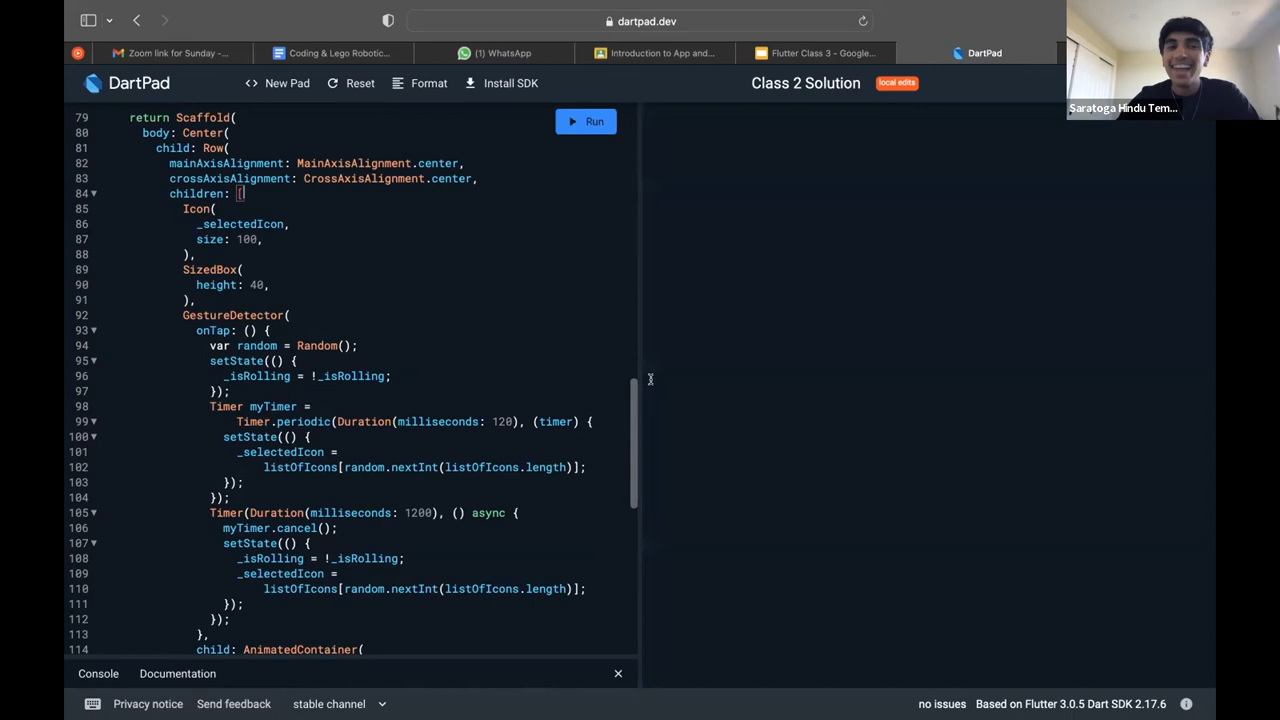 dartpad.dev
Zoom link for Sunday -...
Coding & Lego Robotic...
(1) WhatsApp
Introduction to App and...
Flutter Class 3 - Google...
DartPad
DartPad
<> New Pad
Reset
Format
Install SDK
Class 2 Solution
local edits
Saratoga Hindu Tem...
Run
79 return Scaffold(
80 body: Center(
81 child: Row(
82 mainAxisAlignment: MainAxisAlignment.center,
83 crossAxisAlignment: CrossAxisAlignment.center,
84 children: [
85 Icon(
86 _selectedIcon,
87 size: 100,
88 ),
89 SizedBox(
90 height: 40,
91 ),
92 GestureDetector(
93 onTap: () {
94 var random = Random();
95 setState(() {
96 _isRolling = !_isRolling;
97 });
98 Timer myTimer =
99 Timer.periodic(Duration(milliseconds: 120), (timer) {
100 setState(() {
101 _selectedIcon =
102 listOfIcons[random.nextInt(listOfIcons.length)];
103 });
104 });
105 Timer(Duration(milliseconds: 1200), () async {
106 myTimer.cancel();
107 setState(() {
108 _isRolling = !_isRolling;
109 _selectedIcon =
110 listOfIcons[random.nextInt(listOfIcons.length)];
111 });
112 });
113 },
114 child: AnimatedContainer(
Console
Documentation
Privacy notice
Send feedback
stable channel
no issues
Based on Flutter 3.0.5 Dart SDK 2.17.6